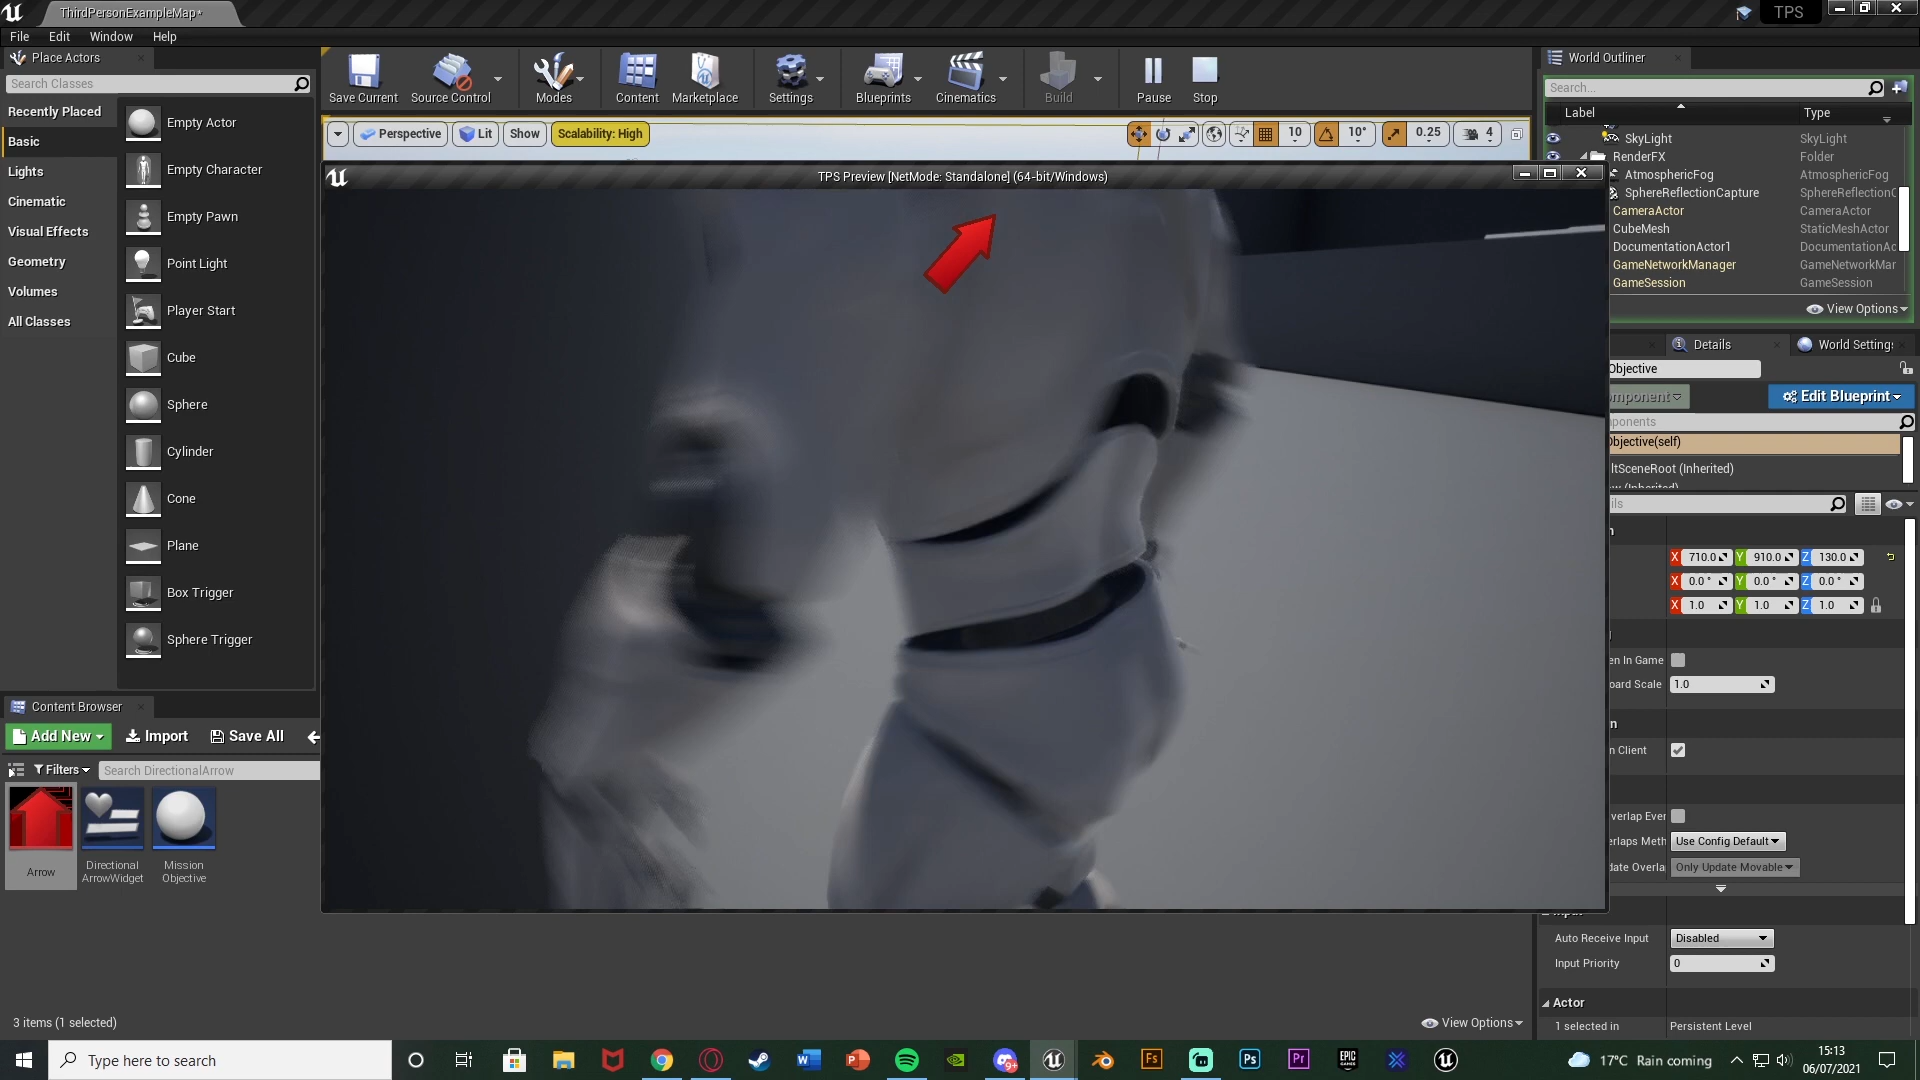 ThirdPersonExampleMap*
TPS
File Edit Window Help
Place Actors
Search Classes
Recently Placed
Basic
Lights
Cinematic
Visual Effects
Geometry
Volumes
All Classes
Empty Actor
Empty Character
Empty Pawn
Point Light
Player Start
Cube
Sphere
Cylinder
Cone
Plane
Box Trigger
Sphere Trigger
Save Current
Source Control
Modes
Content
Marketplace
Settings
Blueprints
Cinematics
Build
Pause
Stop
Perspective Lit Show Scalability: High
10 10° 0.25 4
TPS Preview [NetMode: Standalone] (64-bit/Windows)
World Outliner
Search...
Label Type
SkyLight SkyLight
RenderFX Folder
AtmosphericFog AtmosphericFog
SphereReflectionCapture SphereReflectionC
CameraActor CameraActor
CubeMesh StaticMeshActor
DocumentationActor1 DocumentationAc
GameNetworkManager GameNetworkMar
GameSession GameSession
View Options
Details World Settings
Objective
mponent Edit Blueprint
ponents
Objective(self)
ltSceneRoot (Inherited)
ils
X 710.0 Y 910.0 Z 130.0
X 0.0 ° Y 0.0 ° Z 0.0 °
X 1.0 Y 1.0 Z 1.0
en In Game
oard Scale 1.0
n Client
verlap Ever
erlaps Meth Use Config Default
date Overla Only Update Movable
Input
Auto Receive Input Disabled
Input Priority 0
Actor
1 selected in Persistent Level
Content Browser
Add New Import Save All
Filters Search DirectionalArrow
Arrow
Directional
ArrowWidget
Mission
Objective
3 items (1 selected)
View Options
Type here to search
9+
Fs
Ps
Pr
EPIC
GAMES
17°C Rain coming
15:13
06/07/2021